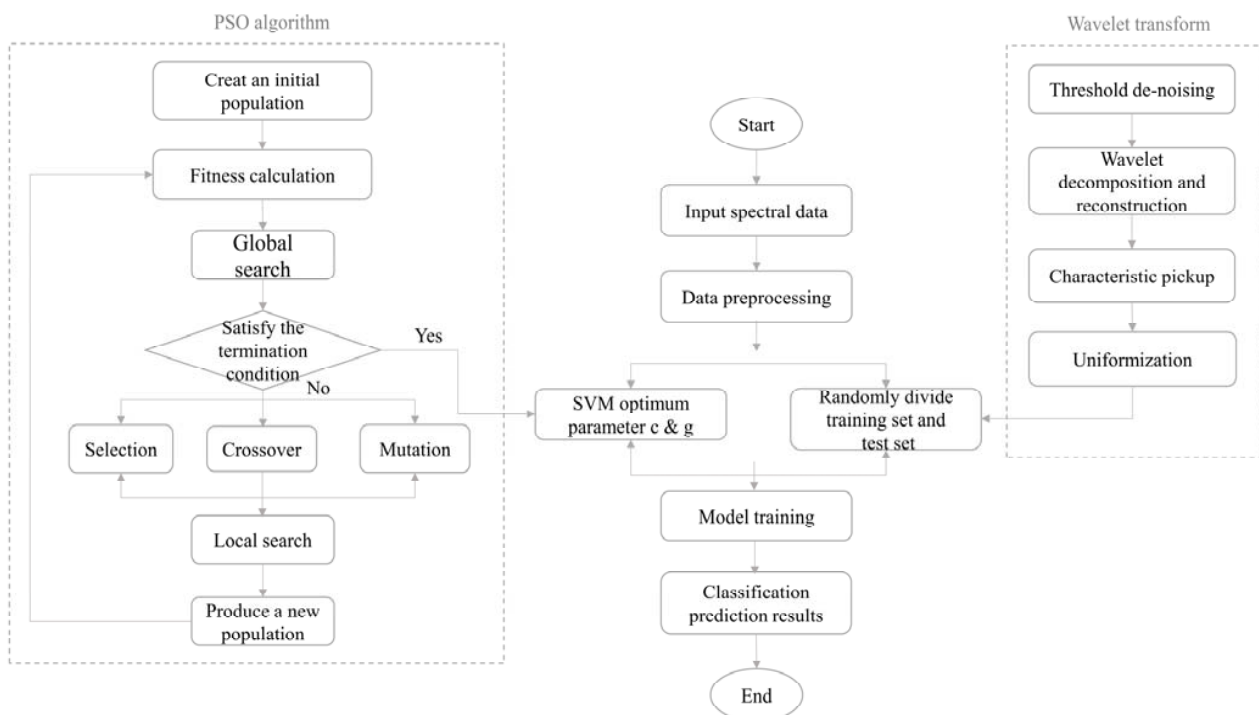 PSO algorithm
Creat an initial
population
Fitness calculation
Global
search
Satisfy the
termination
condition
Yes
No
Selection
Crossover
Mutation
Local search
Produce a new
population
Start
Input spectral data
Data preprocessing
SVM optimum
parameter c & g
Randomly divide
training set and
test set
Model training
Classification
prediction results
End
Wavelet transform
Threshold de-noising
Wavelet
decomposition and
reconstruction
Characteristic pickup
Uniformization